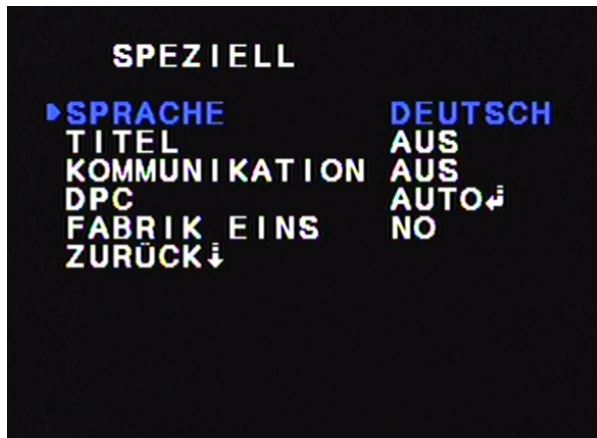 SPEZIELL
SPRACHE DEUTSCH
TITEL AUS
KOMMUNIKATION AUS
DPC AUTO
FABRIK EINS NO
ZURÜCK